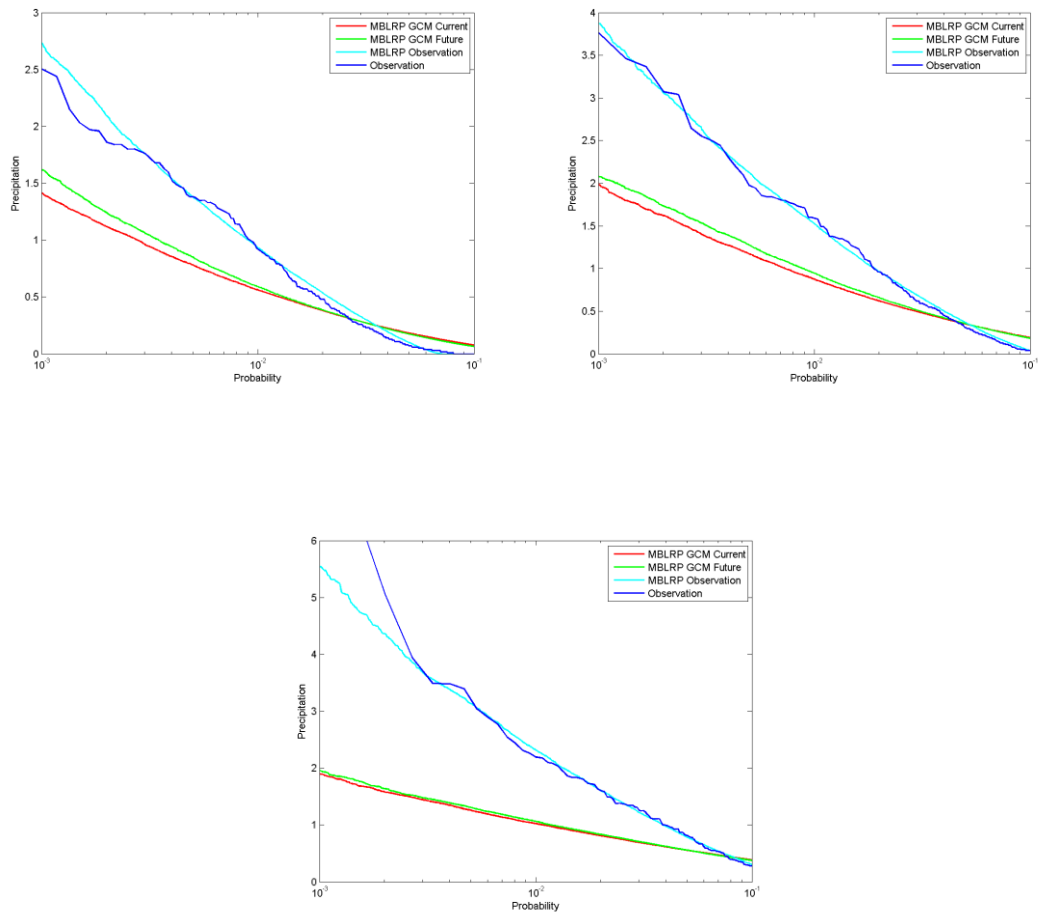 3
2.5
2
1.5
1
0.5
0
Precipitation
10-3
10-2
10-1
Probability
MBLRP GCM Current
MBLRP GCM Future
MBLRP Observation
Observation
4
3.5
3
2.5
2
1.5
1
0.5
0
Precipitation
10-3
10-2
10-1
Probability
MBLRP GCM Current
MBLRP GCM Future
MBLRP Observation
Observation
6
5
4
3
2
1
0
Precipitation
10-3
10-2
10-1
Probability
MBLRP GCM Current
MBLRP GCM Future
MBLRP Observation
Observation